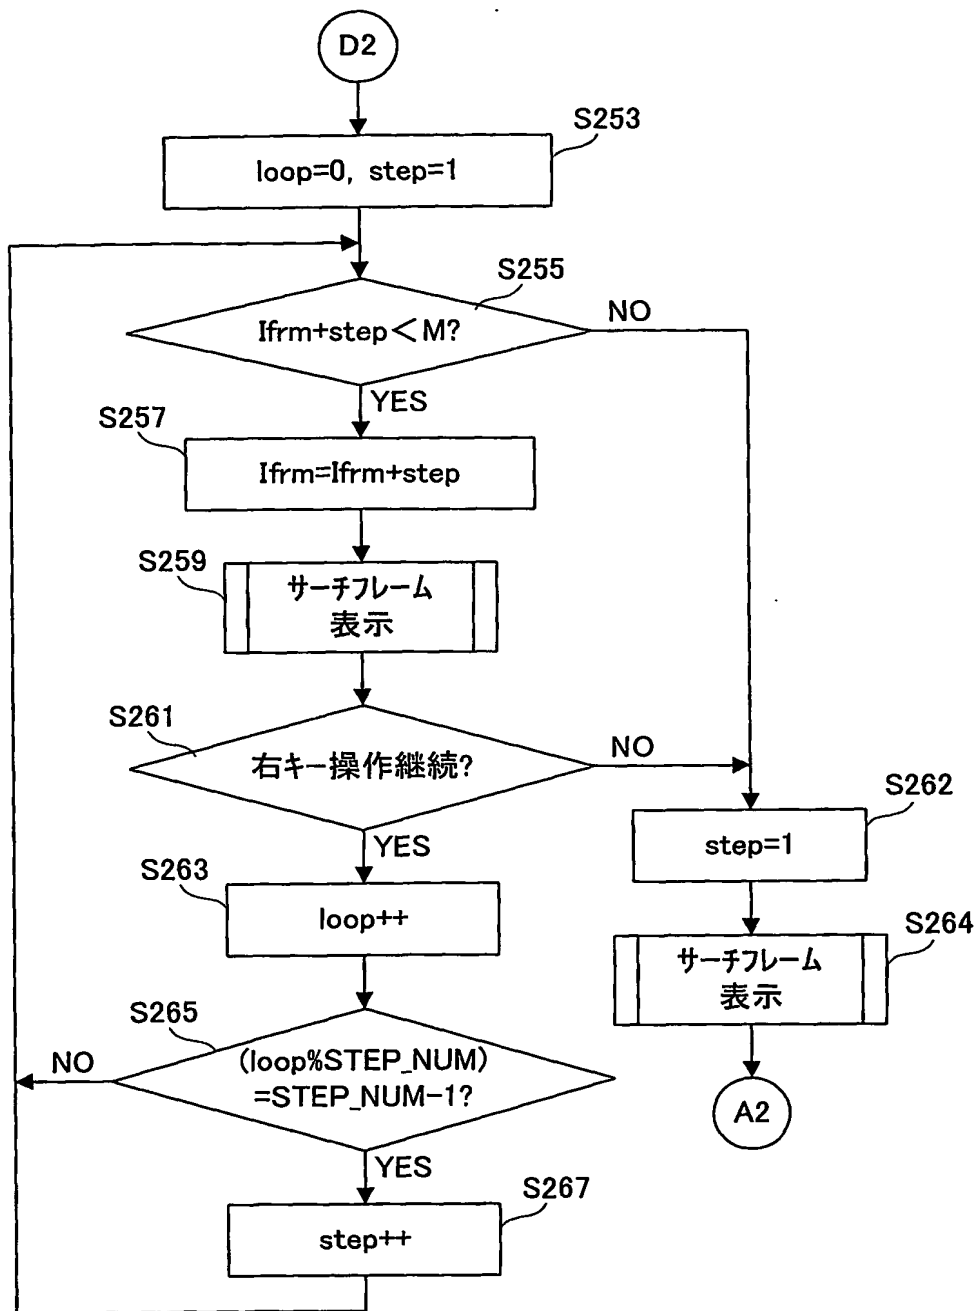 D2
S253
loop=0, step=1
S255
Ifrm+step<M?
NO
YES
S257
Ifrm=Ifrm+step
S259
サーチフレーム
表示
S261
右キー操作継続?
NO
YES
S262
step=1
S263
loop++
S264
サーチフレーム
表示
S265
(loop%STEP_NUM)
=STEP_NUM-1?
NO
A2
YES
S267
step++